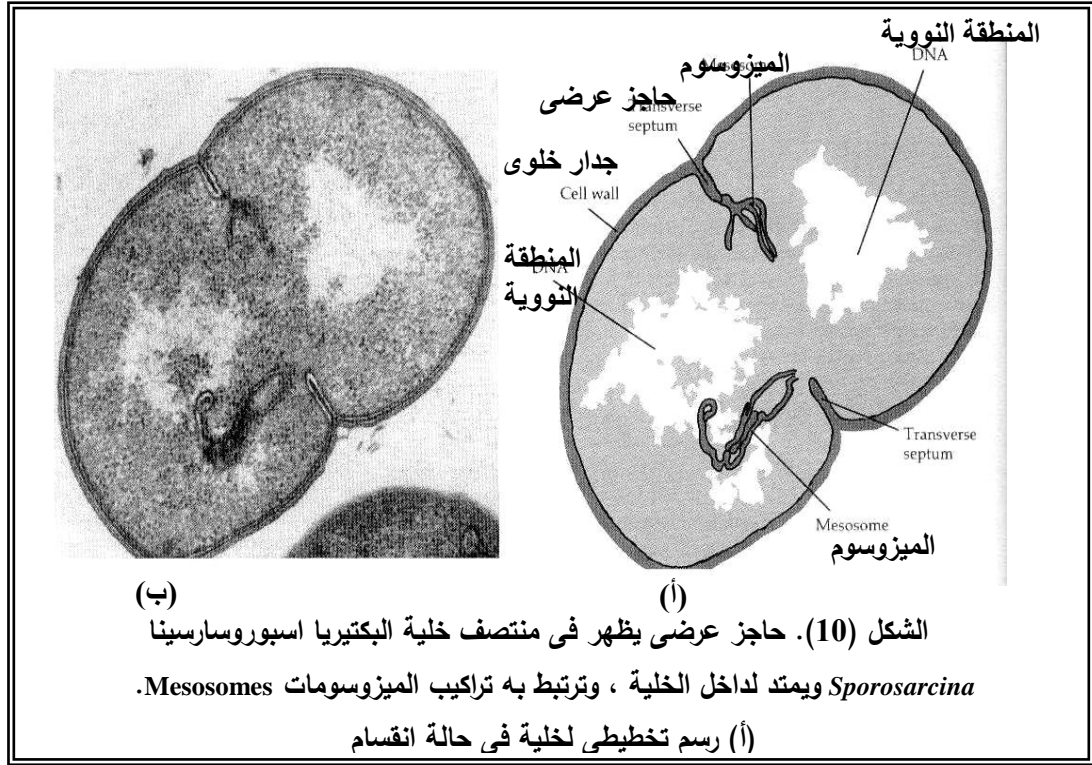 المنطقة النووية
DNA
الميزوسوم
Mesosome
حاجز عرضى
Transverse
septum
جدار خلوى
Cell wall
المنطقة
DNA
النووية
Transverse
septum
Mesosome
الميزوسوم
(أ)
(ب)
الشكل (10). حاجز عرضى يظهر فى منتصف خلية البكتيريا اسبوروسارسينا
Sporosarcina ويمتد لداخل الخلية ، وترتبط به تراكيب الميزوسومات Mesosomes.
(أ) رسم تخطيطى لخلية فى حالة انقسام